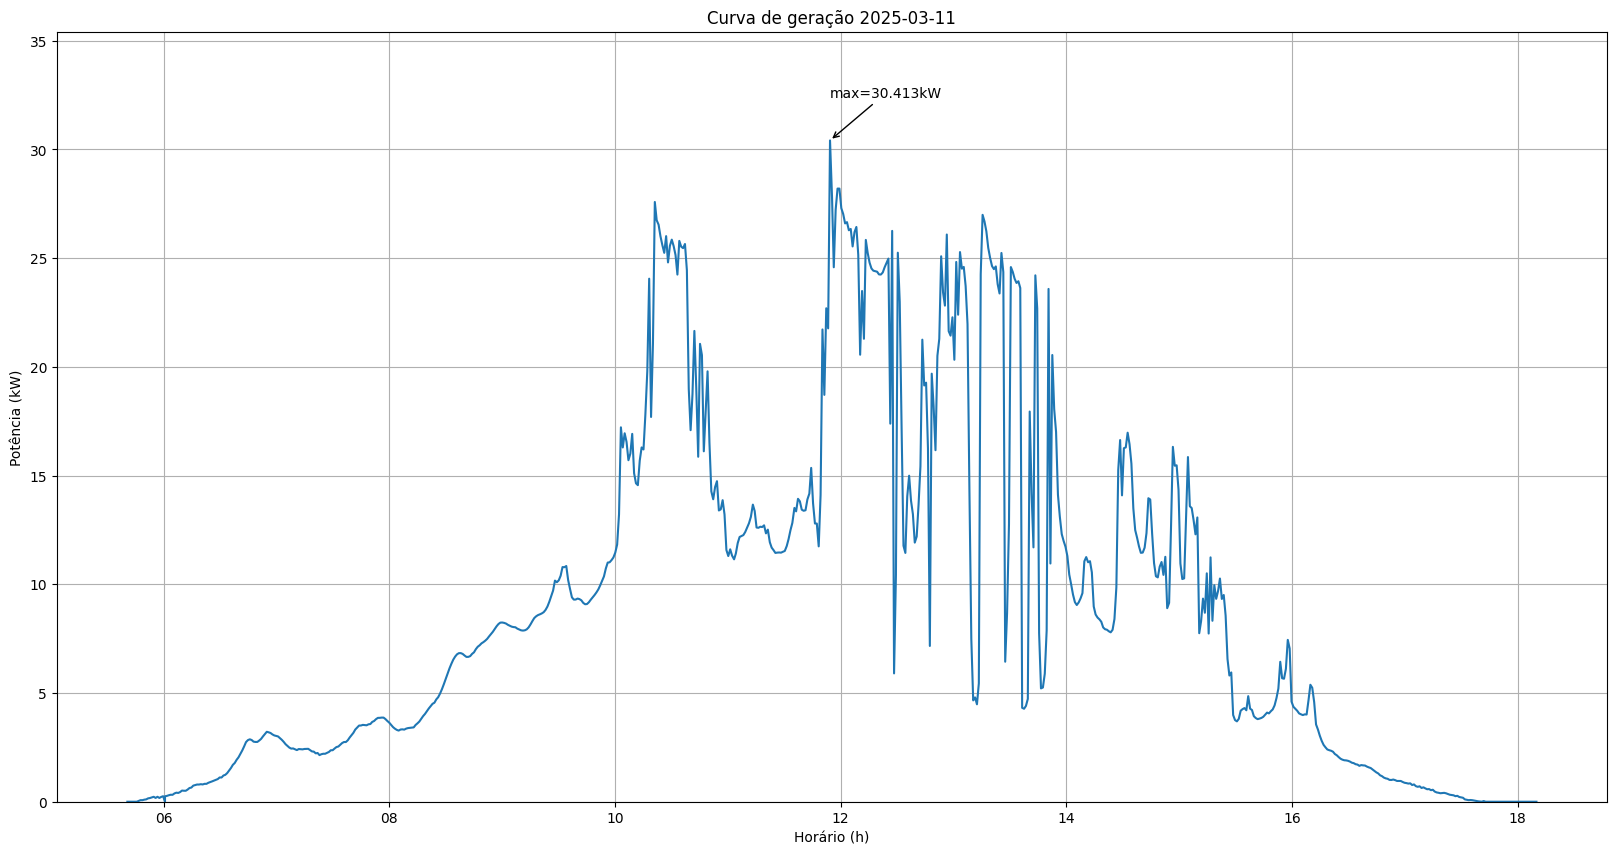 Curva de geração 2025-03-11
35
max=30.413kW
30
25
20
15
10
5
0
Potência (kW)
06 08 10 12 14 16 18
Horário (h)